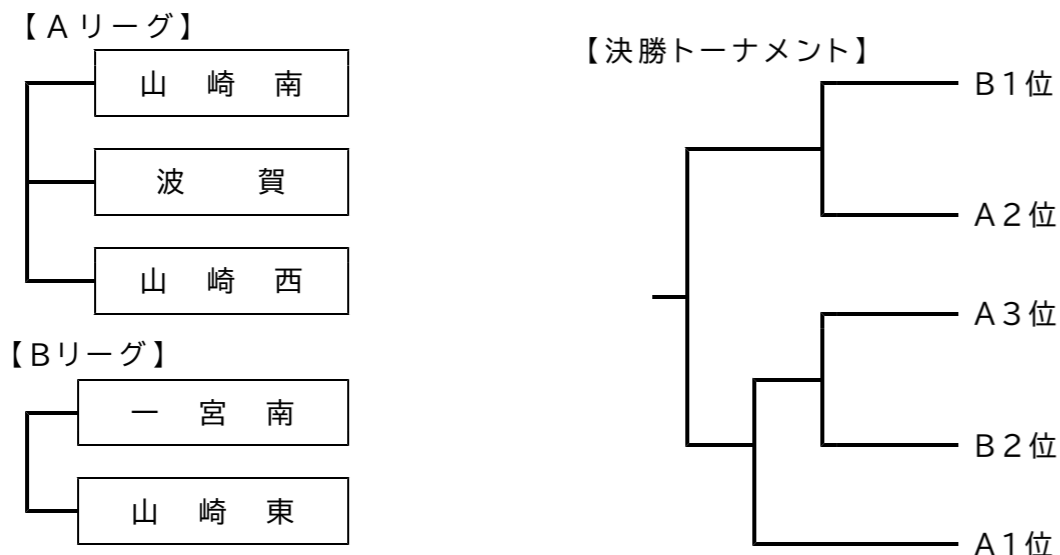 【Aリーグ】
山崎南
波賀
山崎西
【Bリーグ】
一宮南
山崎東
【決勝トーナメント】
B1位
A2位
A3位
B2位
A1位